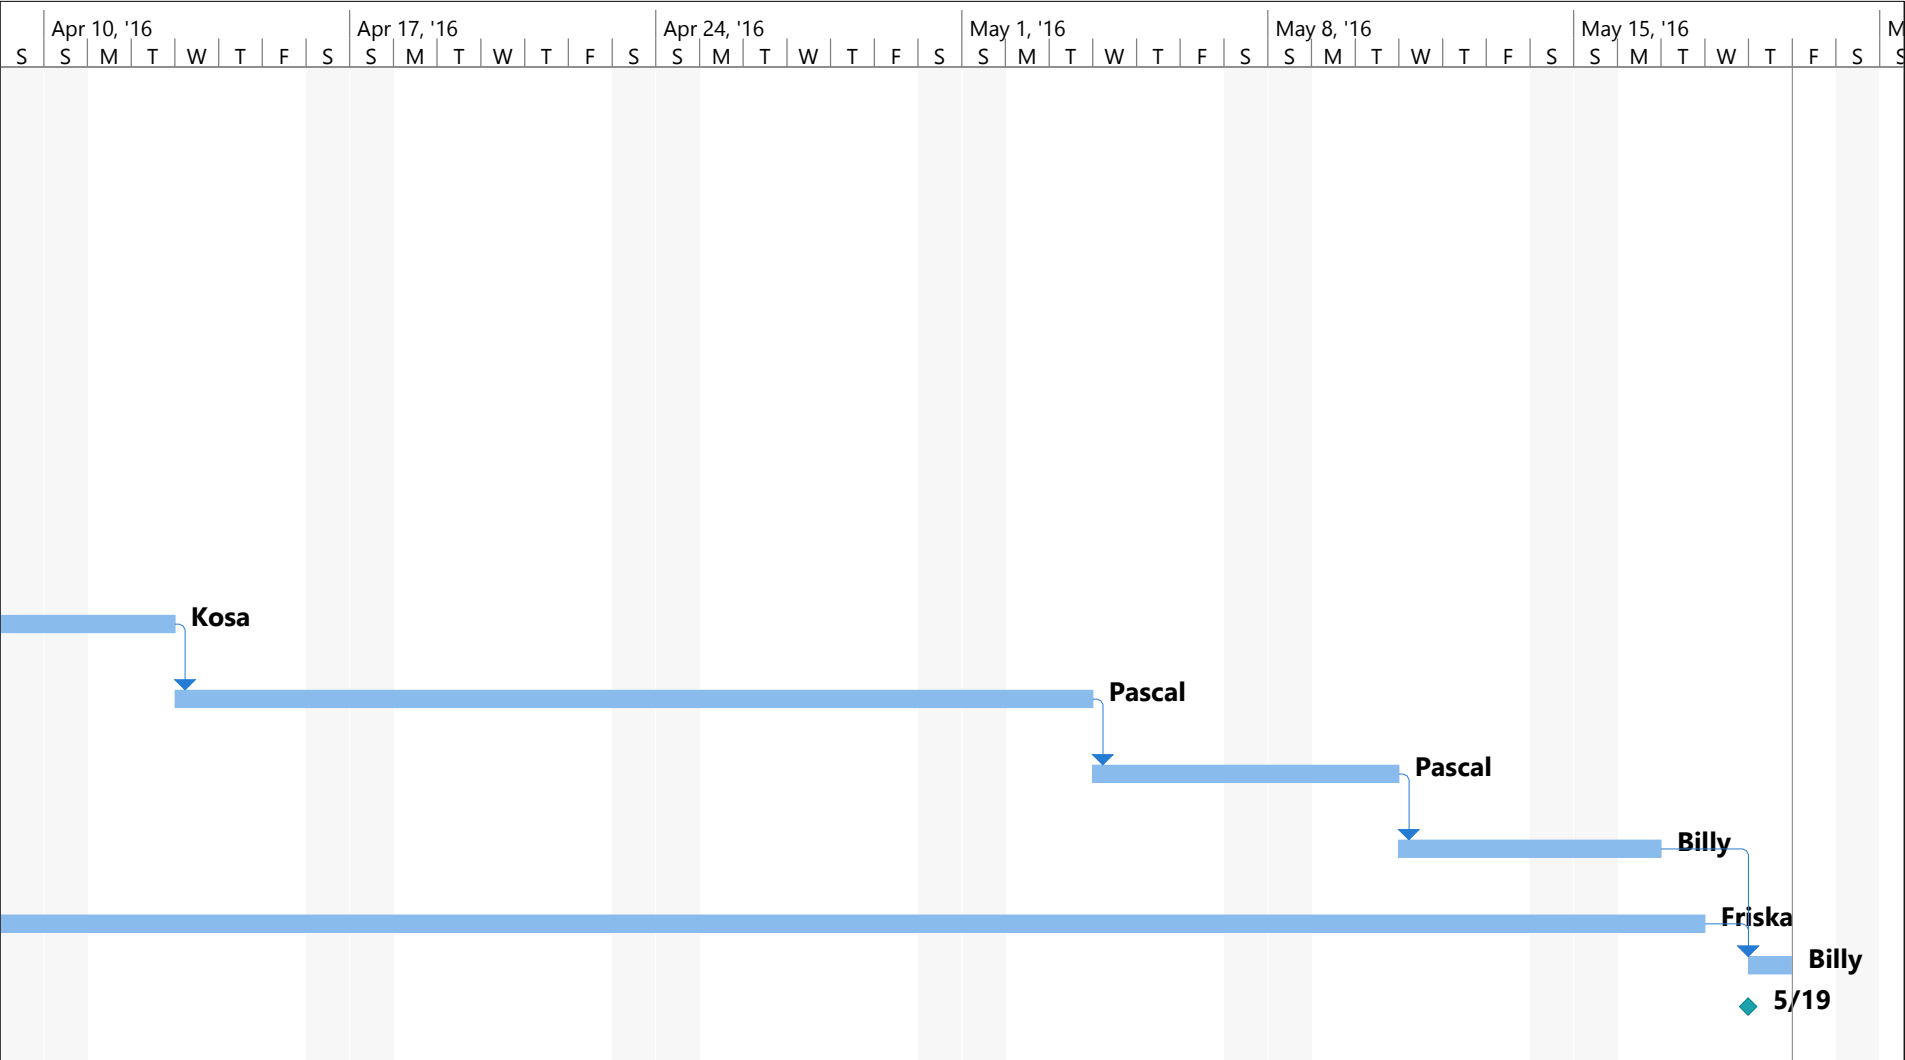 Apr 10, '16 Apr 17, '16 Apr 24, '16 May 1, '16 May 8, '16 May 15, '16 M
S S M T W T F S S M T W T F S S M T W T F S S M T W T F S S M T W T F S S M T W T F S S
Kosa
Pascal
Pascal
Billy
Friska
Billy
5/19